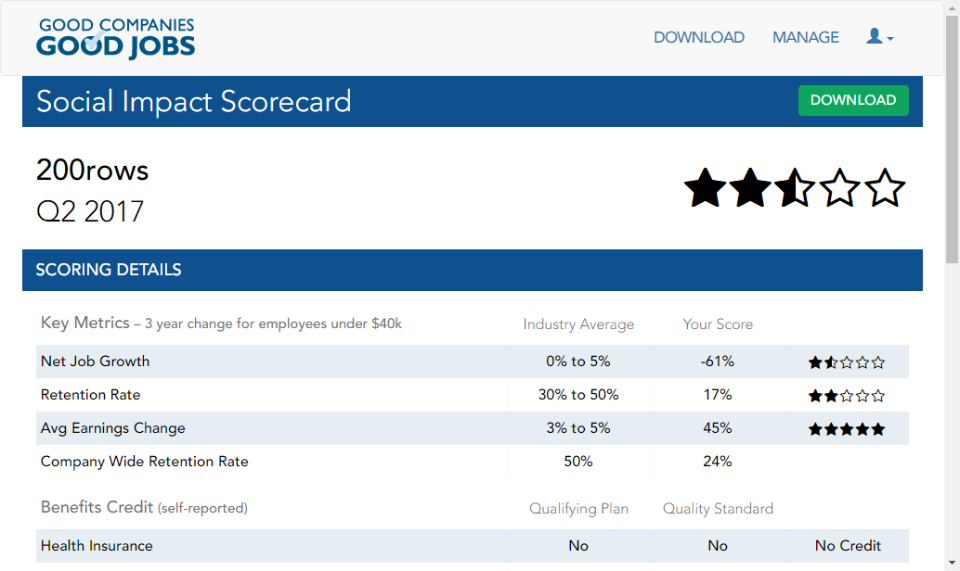 GOOD COMPANIES
GOOD JOBS
DOWNLOAD MANAGE
Social Impact Scorecard DOWNLOAD
200rows
Q2 2017
SCORING DETAILS
Key Metrics – 3 year change for employees under $40k Industry Average Your Score
Net Job Growth 0% to 5% -61%
Retention Rate 30% to 50% 17%
Avg Earnings Change 3% to 5% 45%
Company Wide Retention Rate 50% 24%
Benefits Credit (self-reported) Qualifying Plan Quality Standard
Health Insurance No No No Credit